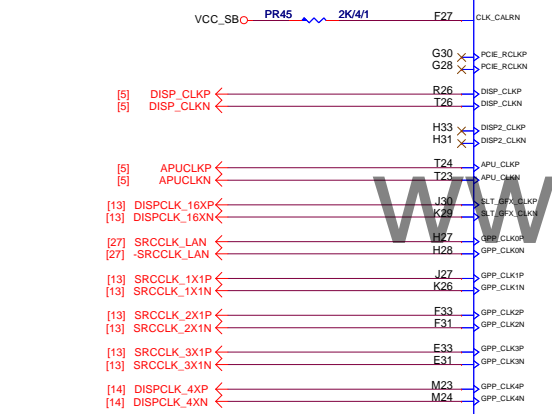 VCC_SB PR45 2K/4/1 F27 CLK_CALRN
G30 PCIE_RCLKP
G28 PCIE_RCLKN
[5] DISP_CLKP R26 DISP_CLKP
[5] DISP_CLKN T26 DISP_CLKN
H33 DISP2_CLKP
H31 DISP2_CLKN
[5] APUCLKP T24 APU_CLKP
[5] APUCLKN T23 APU_CLKN
[13] DISPCLK_16XP J30 SLT_GFX_CLKP
[13] DISPCLK_16XN K29 SLT_GFX_CLKN
[27] SRCCLK_LAN H27 GPP_CLK0P
[27] -SRCCLK_LAN H28 GPP_CLK0N
[13] SRCCLK_1X1P J27 GPP_CLK1P
[13] SRCCLK_1X1N K26 GPP_CLK1N
[13] SRCCLK_2X1P F33 GPP_CLK2P
[13] SRCCLK_2X1N F31 GPP_CLK2N
[13] SRCCLK_3X1P E33 GPP_CLK3P
[13] SRCCLK_3X1N E31 GPP_CLK3N
[14] DISPCLK_4XP M23 GPP_CLK4P
[14] DISPCLK_4XN M24 GPP_CLK4N